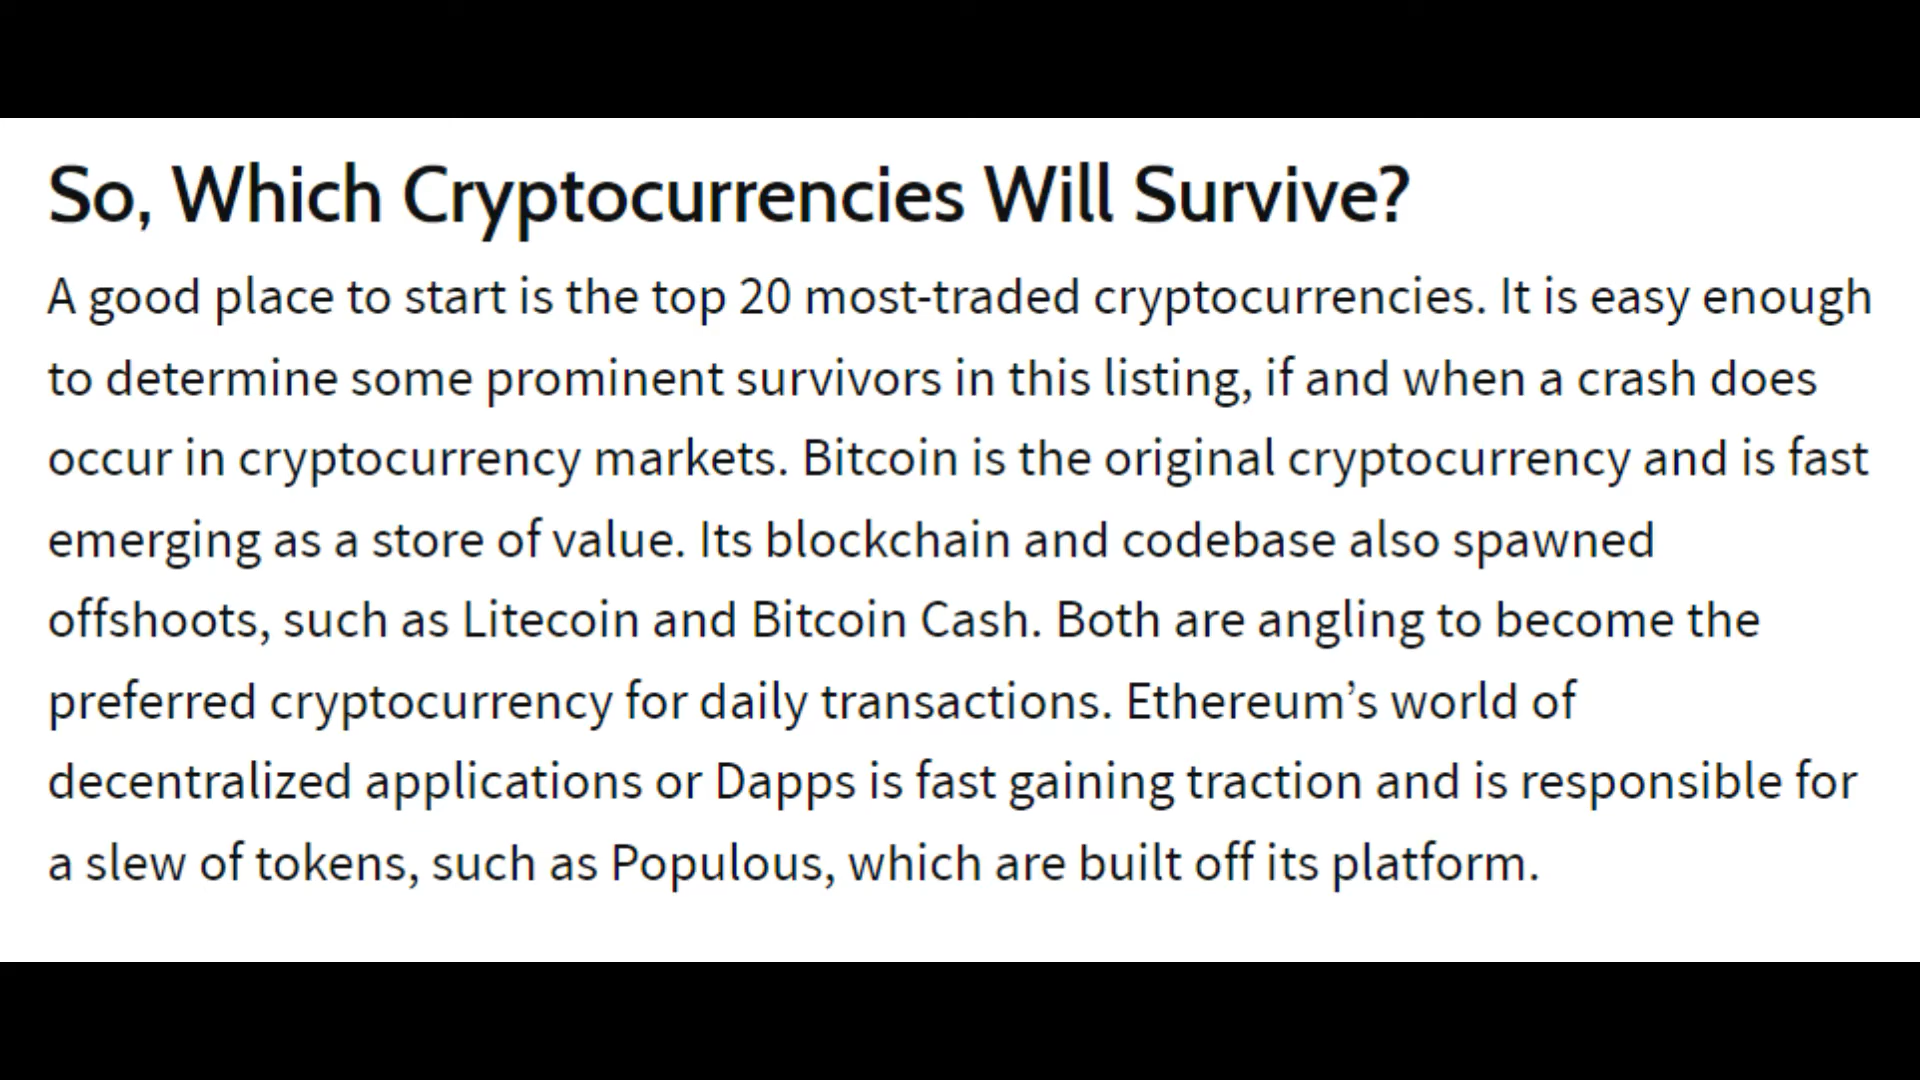 So, Which Cryptocurrencies Will Survive?
A good place to start is the top 20 most-traded cryptocurrencies. It is easy enough
to determine some prominent survivors in this listing, if and when a crash does
occur in cryptocurrency markets. Bitcoin is the original cryptocurrency and is fast
emerging as a store of value. Its blockchain and codebase also spawned
offshoots, such as Litecoin and Bitcoin Cash. Both are angling to become the
preferred cryptocurrency for daily transactions. Ethereum’s world of
decentralized applications or Dapps is fast gaining traction and is responsible for
a slew of tokens, such as Populous, which are built off its platform.